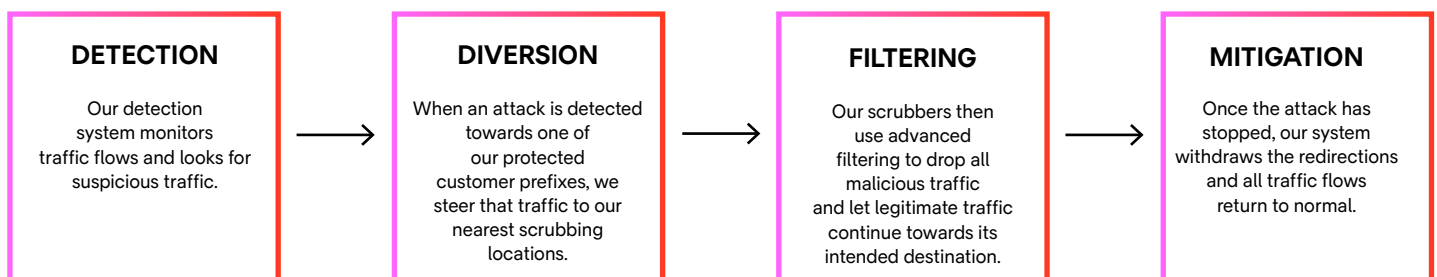 DETECTION
Our detection
system monitors
traffic flows and looks for
suspicious traffic.
DIVERSION
When an attack is detected
towards one of
our protected
customer prefixes, we
steer that traffic to our
nearest scrubbing
locations.
FILTERING
Our scrubbers then
use advanced
filtering to drop all
malicious traffic
and let legitimate traffic
continue towards its
intended destination.
MITIGATION
Once the attack has
stopped, our system
withdraws the redirections
and all traffic flows
return to normal.